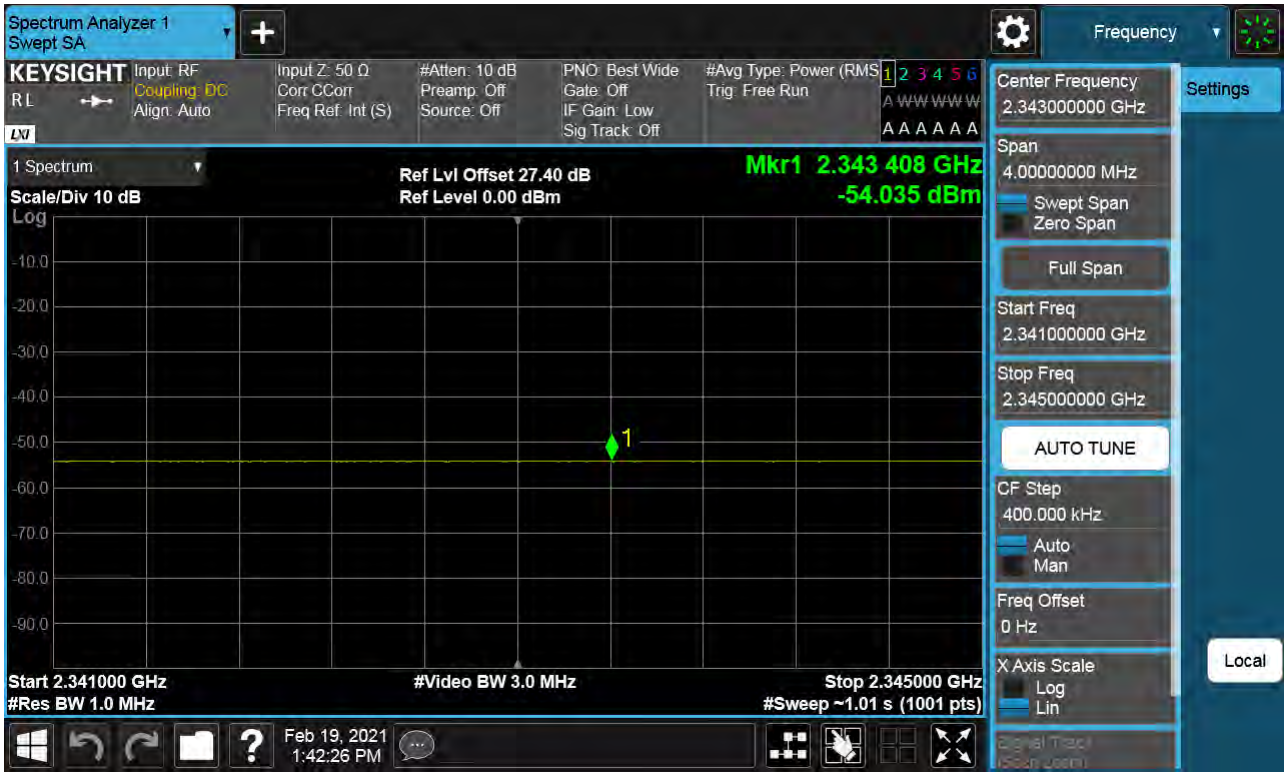 Spectrum Analyzer 1
Swept SA
+
Frequency
KEYSIGHT
R L
LXI
Input: RF
Coupling: DC
Align: Auto
Input Z: 50 Ω
Corr CCorr
Freq Ref: Int (S)
#Atten: 10 dB
Preamp: Off
Source: Off
PNO: Best Wide
Gate: Off
IF Gain: Low
Sig Track: Off
#Avg Type: Power (RMS
Trig: Free Run
1 2 3 4 5 6
A W W W W W
A A A A A A
1 Spectrum
Scale/Div 10 dB
Log
Ref Lvl Offset 27.40 dB
Ref Level 0.00 dBm
Mkr1 2.343 408 GHz
-54.035 dBm
-10.0
-20.0
-30.0
-40.0
-50.0
-60.0
-70.0
-80.0
-90.0
1
Start 2.341000 GHz
#Res BW 1.0 MHz
#Video BW 3.0 MHz
Stop 2.345000 GHz
#Sweep ~1.01 s (1001 pts)
Center Frequency
2.343000000 GHz
Span
4.00000000 MHz
Swept Span
Zero Span
Full Span
Start Freq
2.341000000 GHz
Stop Freq
2.345000000 GHz
AUTO TUNE
CF Step
400.000 kHz
Auto
Man
Freq Offset
0 Hz
X Axis Scale
Log
Lin
Signal Track
(Span Zoom)
Settings
Local
?
Feb 19, 2021
1:42:26 PM